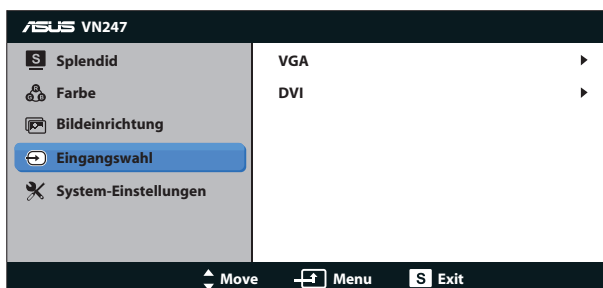 ASUS VN247
S Splendid
Farbe
Bildeinrichtung
Eingangswahl
System-Einstellungen
VGA
DVI
Move Menu S Exit